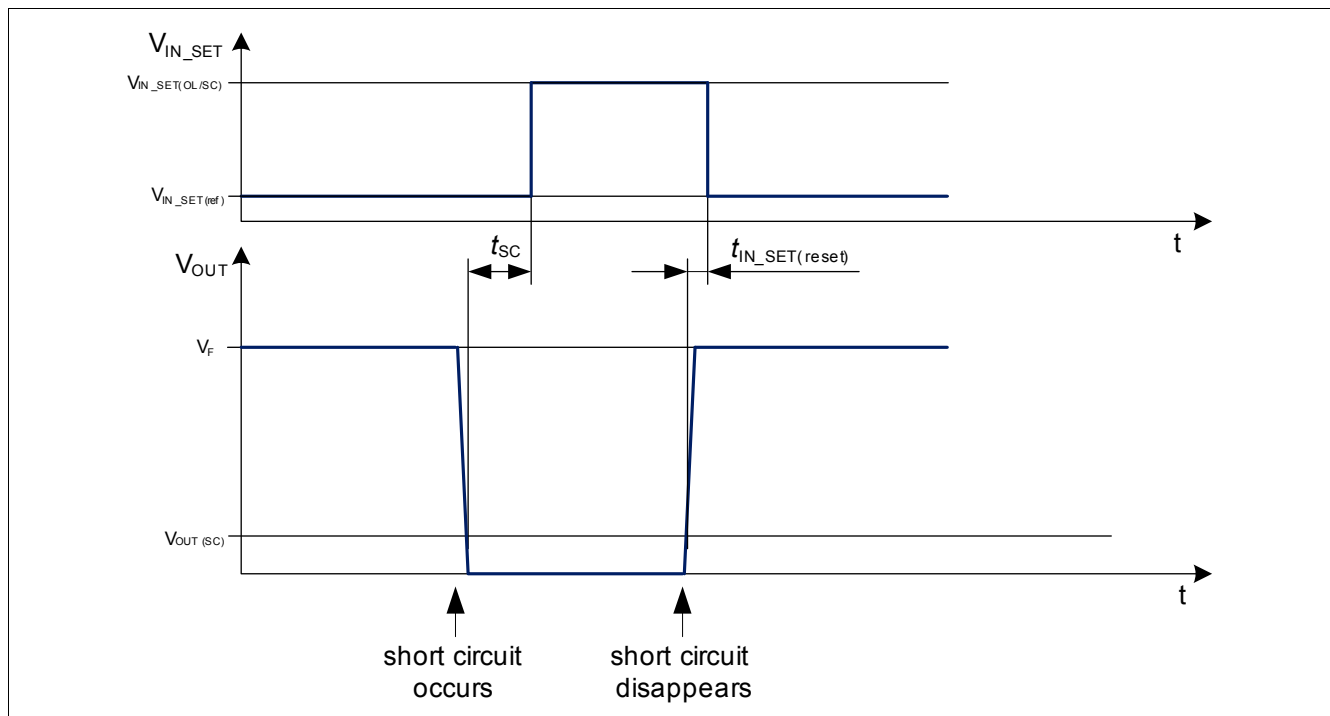 V_IN_SET
V_IN_SET(OL/SC)
V_IN_SET(ref)
t
t_SC
t_IN_SET(reset)
V_OUT
V_F
V_OUT(SC)
t
short circuit
occurs
short circuit
disappears